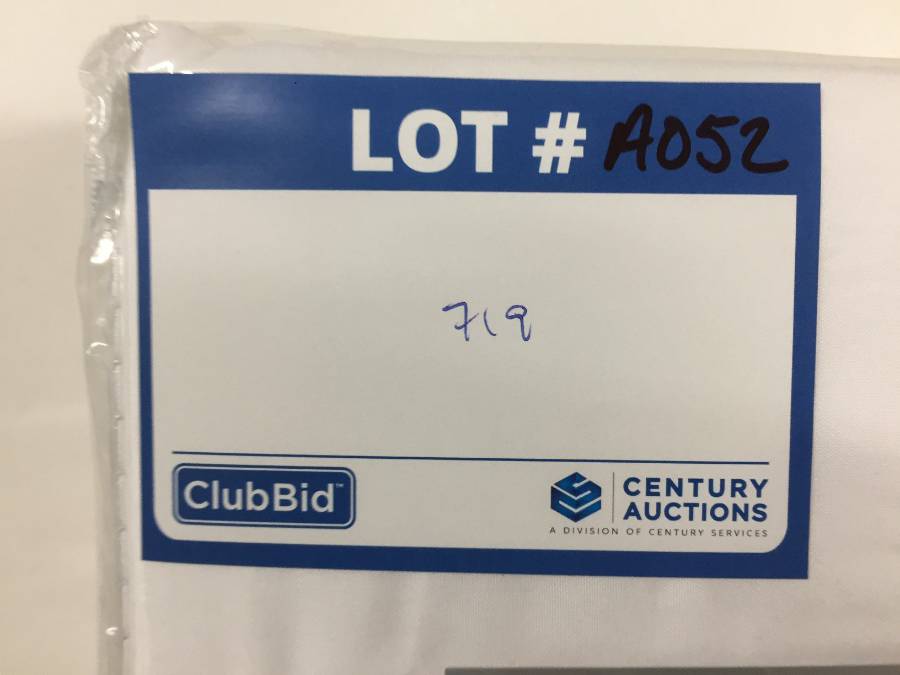 LOT # A052
719
ClubBid™
CENTURY
AUCTIONS
A DIVISION OF CENTURY SERVICES